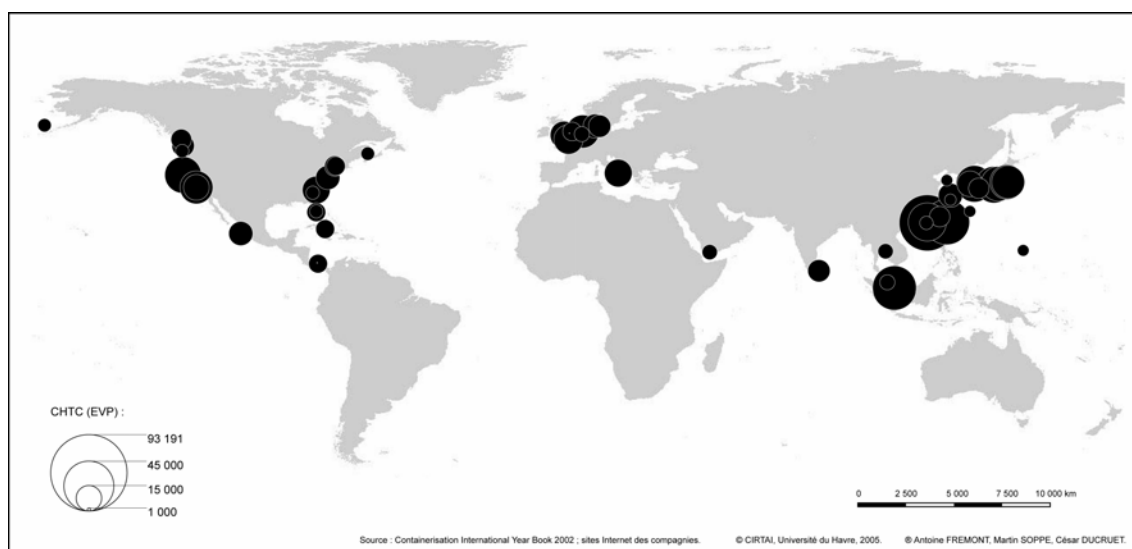 CHTC (EVP) :
93 191
45 000
15 000
1 000
0 2 500 5 000 7 500 10 000 km
Source : Containerisation International Year Book 2002 ; sites Internet des compagnies. © CIRTAI, Université du Havre, 2005. ® Antoine FREMONT, Martin SOPPE, César DUCRUET.